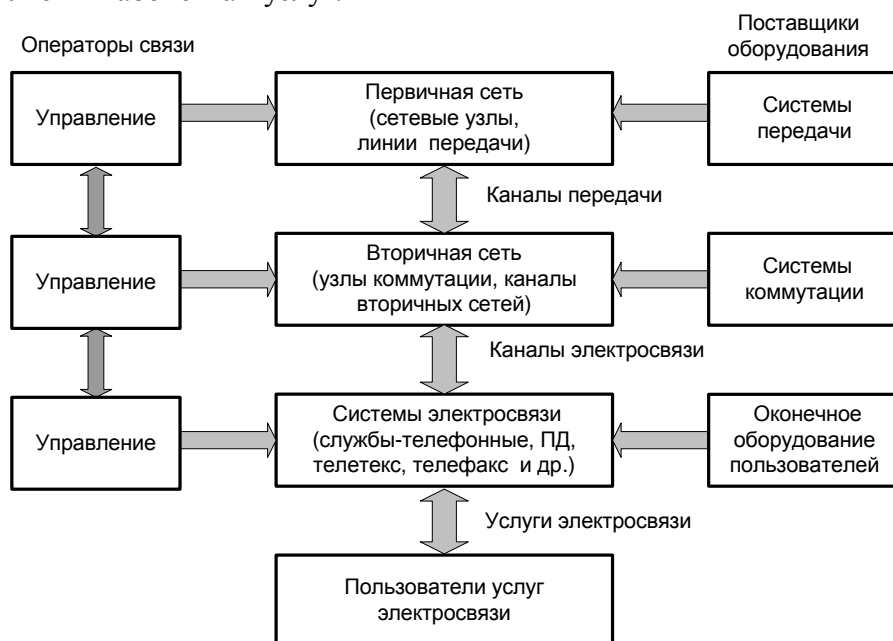 Операторы связи
Поставщики
оборудования
Управление
Первичная сеть
(сетевые узлы,
линии передачи)
Системы
передачи
Каналы передачи
Управление
Вторичная сеть
(узлы коммутации, каналы
вторичных сетей)
Системы
коммутации
Каналы электросвязи
Управление
Системы электросвязи
(службы-телефонные, ПД,
телетекс, телефакс и др.)
Оконечное
оборудование
пользователей
Услуги электросвязи
Пользователи услуг
электросвязи